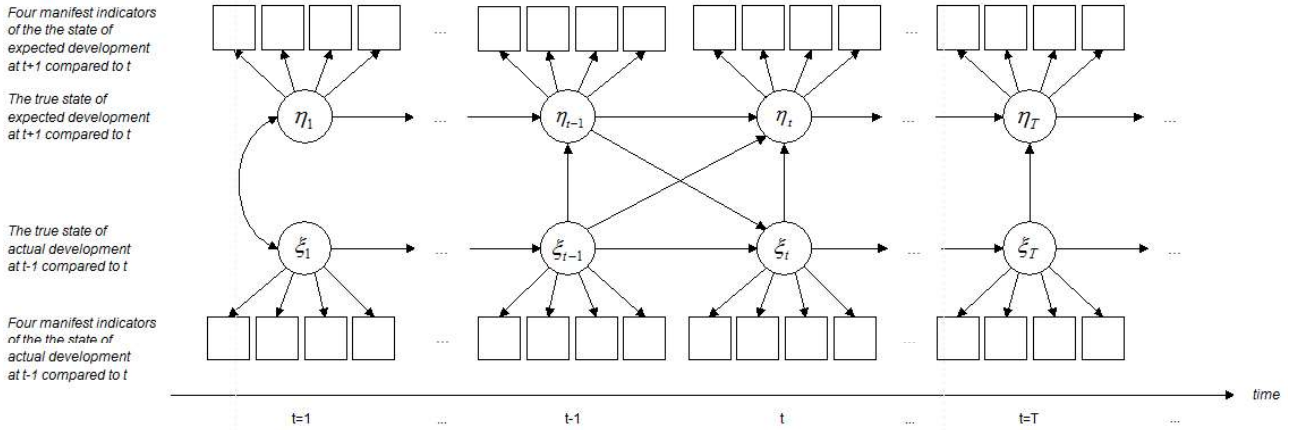 Four manifest indicators
of the the state of
expected development
at t+1 compared to t
... ...
The true state of
expected development
at t+1 compared to t
η₁ ... ηₜ₋₁ ηₜ ... η_T ...
The true state of
actual development
at t-1 compared to t
ξ₁ ... ξₜ₋₁ ξₜ ... ξ_T ...
Four manifest indicators
of the the state of
actual development
at t-1 compared to t
... ...
time
t=1 ... t-1 t ... t=T ...